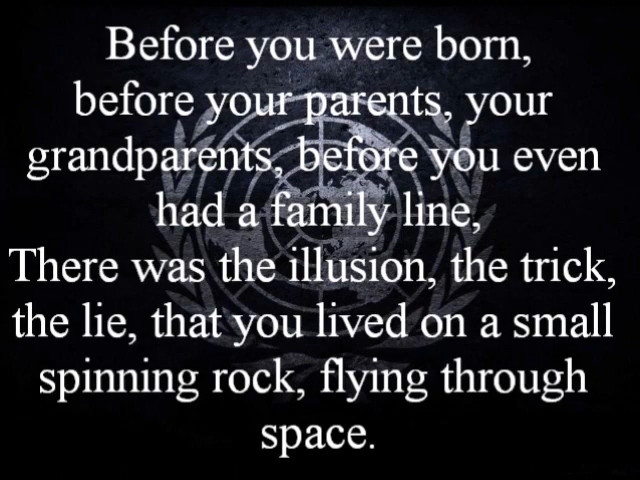 Before you were born,
before your parents, your
grandparents, before you even
had a family line,
There was the illusion, the trick,
the lie, that you lived on a small
spinning rock, flying through
space.